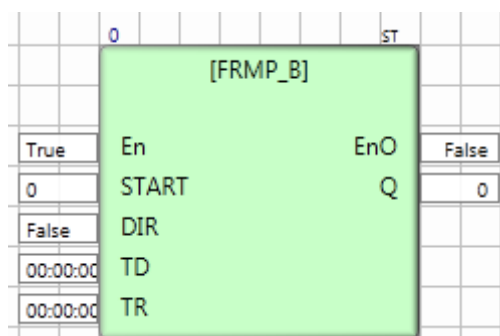 0 ST
[FRMP_B]
True En EnO False
0 START Q 0
False DIR
00:00:00 TD
00:00:00 TR